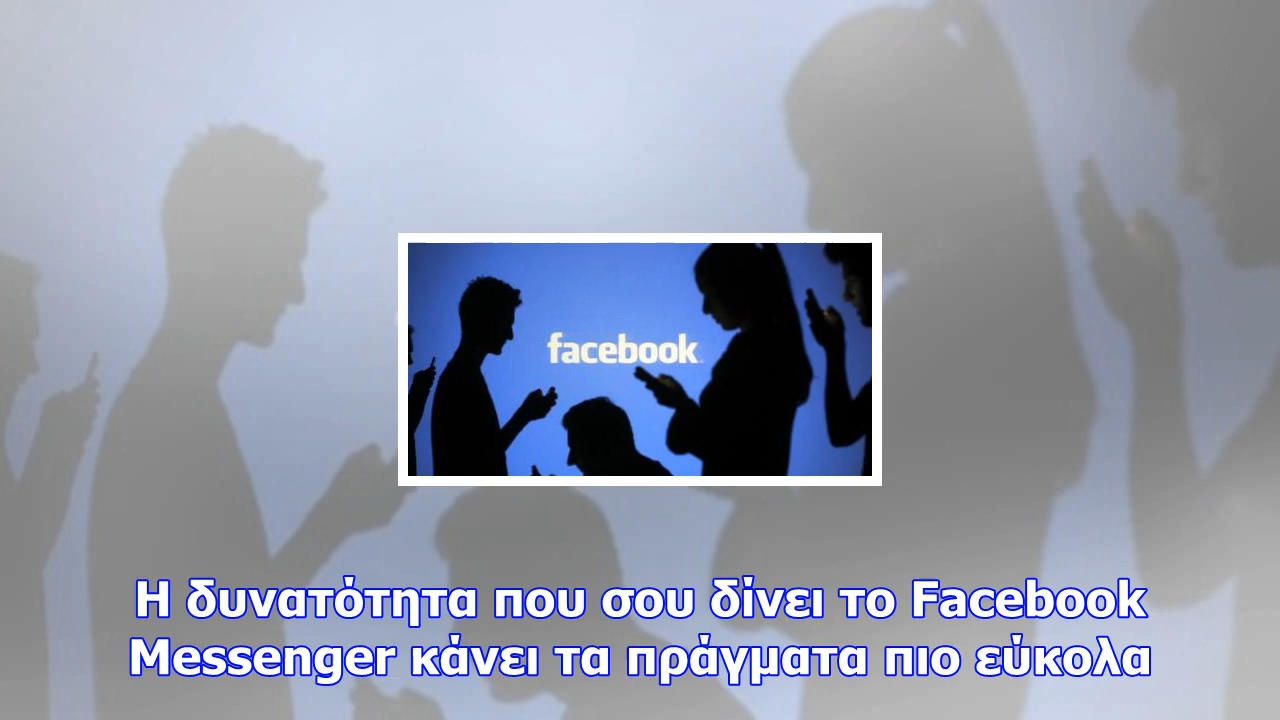 facebook
Η δυνατότητα που σου δίνει το Facebook
Messenger κάνει τα πράγματα πιο εύκολα